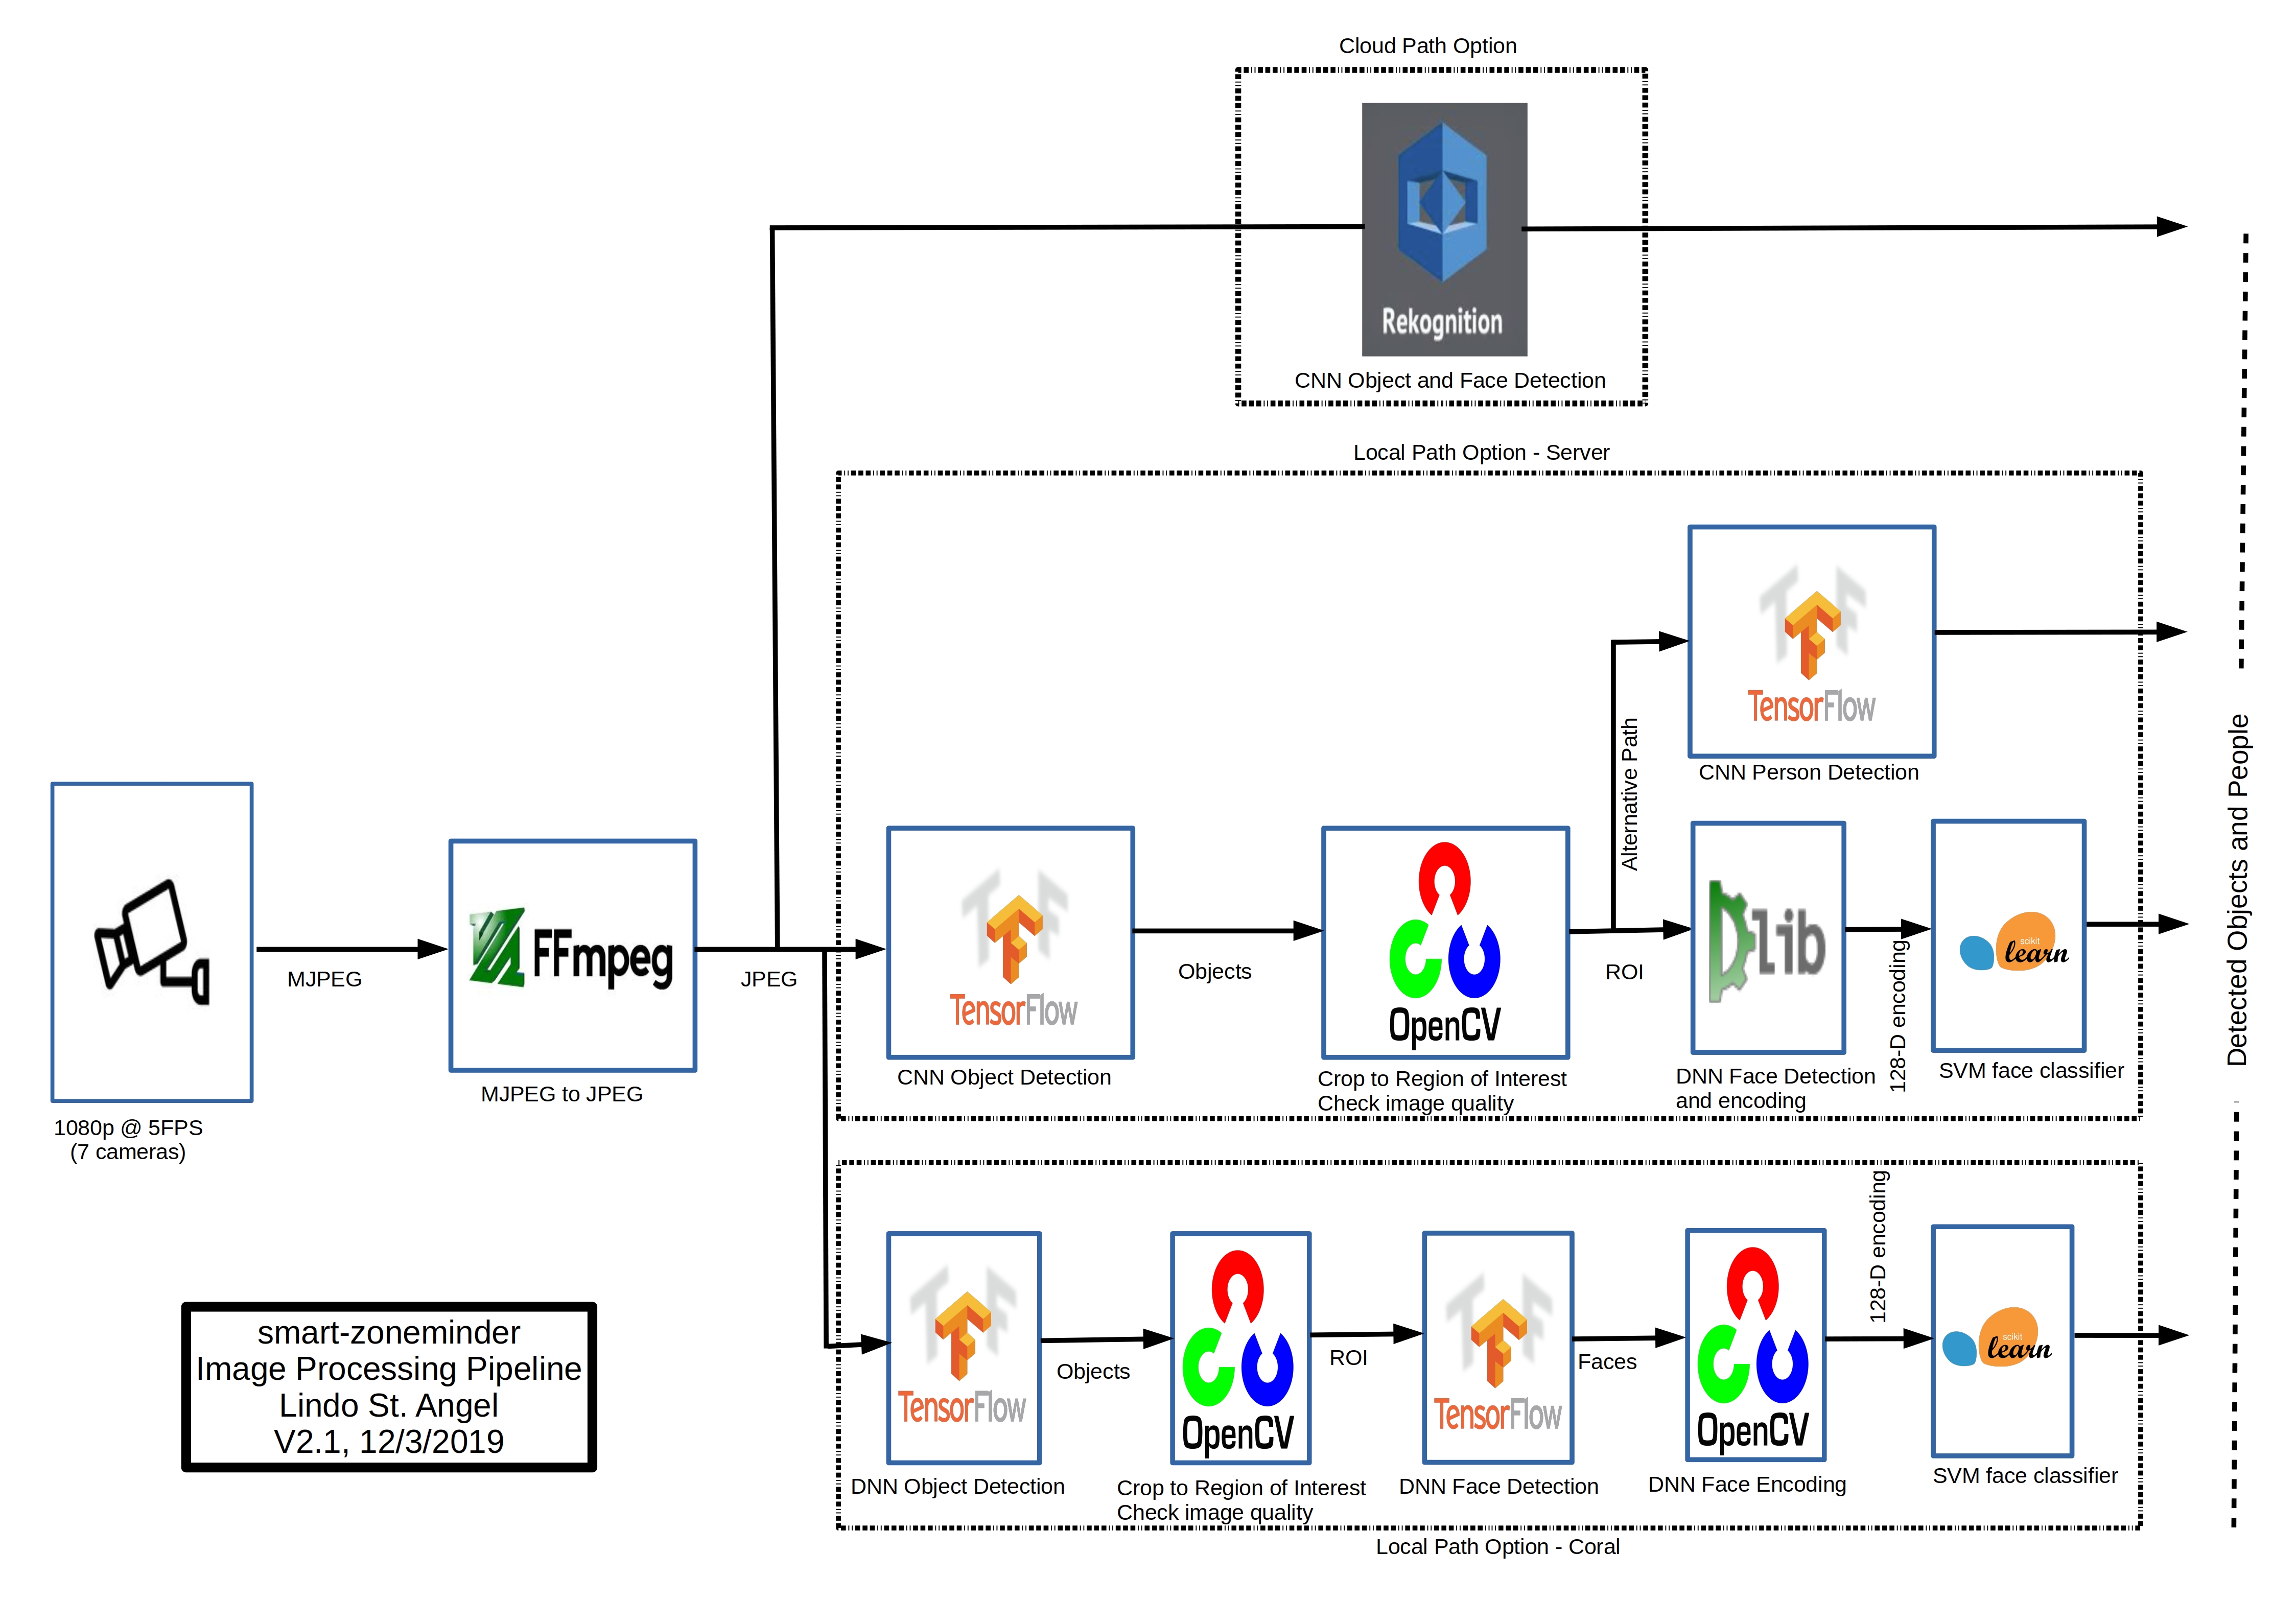 Cloud Path Option
Rekognition
CNN Object and Face Detection
Local Path Option - Server
TensorFlow
CNN Person Detection
Alternative Path
1080p @ 5FPS
(7 cameras)
MJPEG
FFmpeg
MJPEG to JPEG
JPEG
TensorFlow
CNN Object Detection
Objects
OpenCV
Crop to Region of Interest
Check image quality
ROI
Dlib
DNN Face Detection
and encoding
128-D encoding
scikit
learn
SVM face classifier
Detected Objects and People
TensorFlow
DNN Object Detection
Objects
OpenCV
Crop to Region of Interest
Check image quality
ROI
TensorFlow
DNN Face Detection
Faces
OpenCV
DNN Face Encoding
128-D encoding
scikit
learn
SVM face classifier
Local Path Option - Coral
smart-zoneminder
Image Processing Pipeline
Lindo St. Angel
V2.1, 12/3/2019